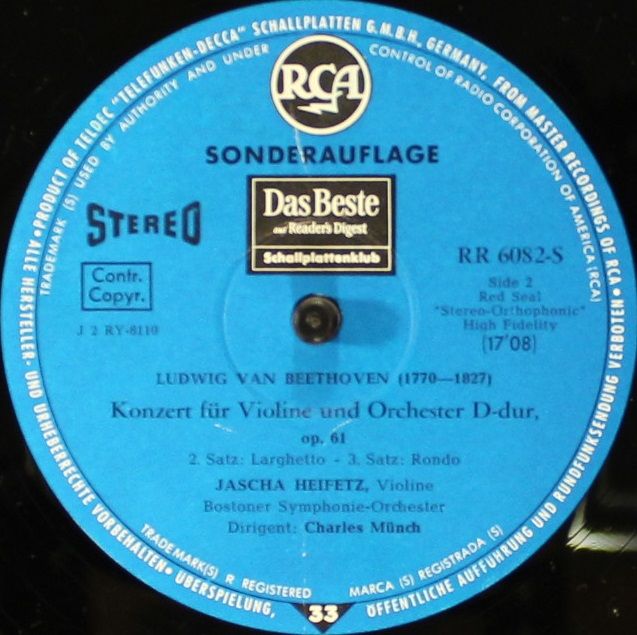 • PRODUCT OF TELDEC "TELEFUNKEN-DECCA" SCHALLPLATTEN G.M.B.H., GERMANY, FROM MASTER RECORDINGS OF RCA •
TRADEMARK (S) USED BY AUTHORITY AND UNDER CONTROL OF RADIO CORPORATION OF AMERICA (RCA)
RCA
SONDERAUFLAGE
Das Beste
aus Reader's Digest
Schallplattenklub
STEREO
Contr.
Copyr.
J 2 RY-8110
RR 6082-S
Side 2
Red Seal
"Stereo-Orthophonic"
High Fidelity
(17'08)
LUDWIG VAN BEETHOVEN (1770—1827)
Konzert für Violine und Orchester D-dur,
op. 61
2. Satz: Larghetto - 3. Satz: Rondo
JASCHA HEIFETZ, Violine
Bostoner Symphonie-Orchester
Dirigent: Charles Münch
TRADEMARK(S) R REGISTERED
MARCA (S) REGISTRADA (S)
ALLE HERSTELLER- UND URHEBERRECHTE VORBEHALTEN • ÜBERSPIELUNG, ÖFFENTLICHE AUFFÜHRUNG UND RUNDFUNKSENDUNG VERBOTEN
33